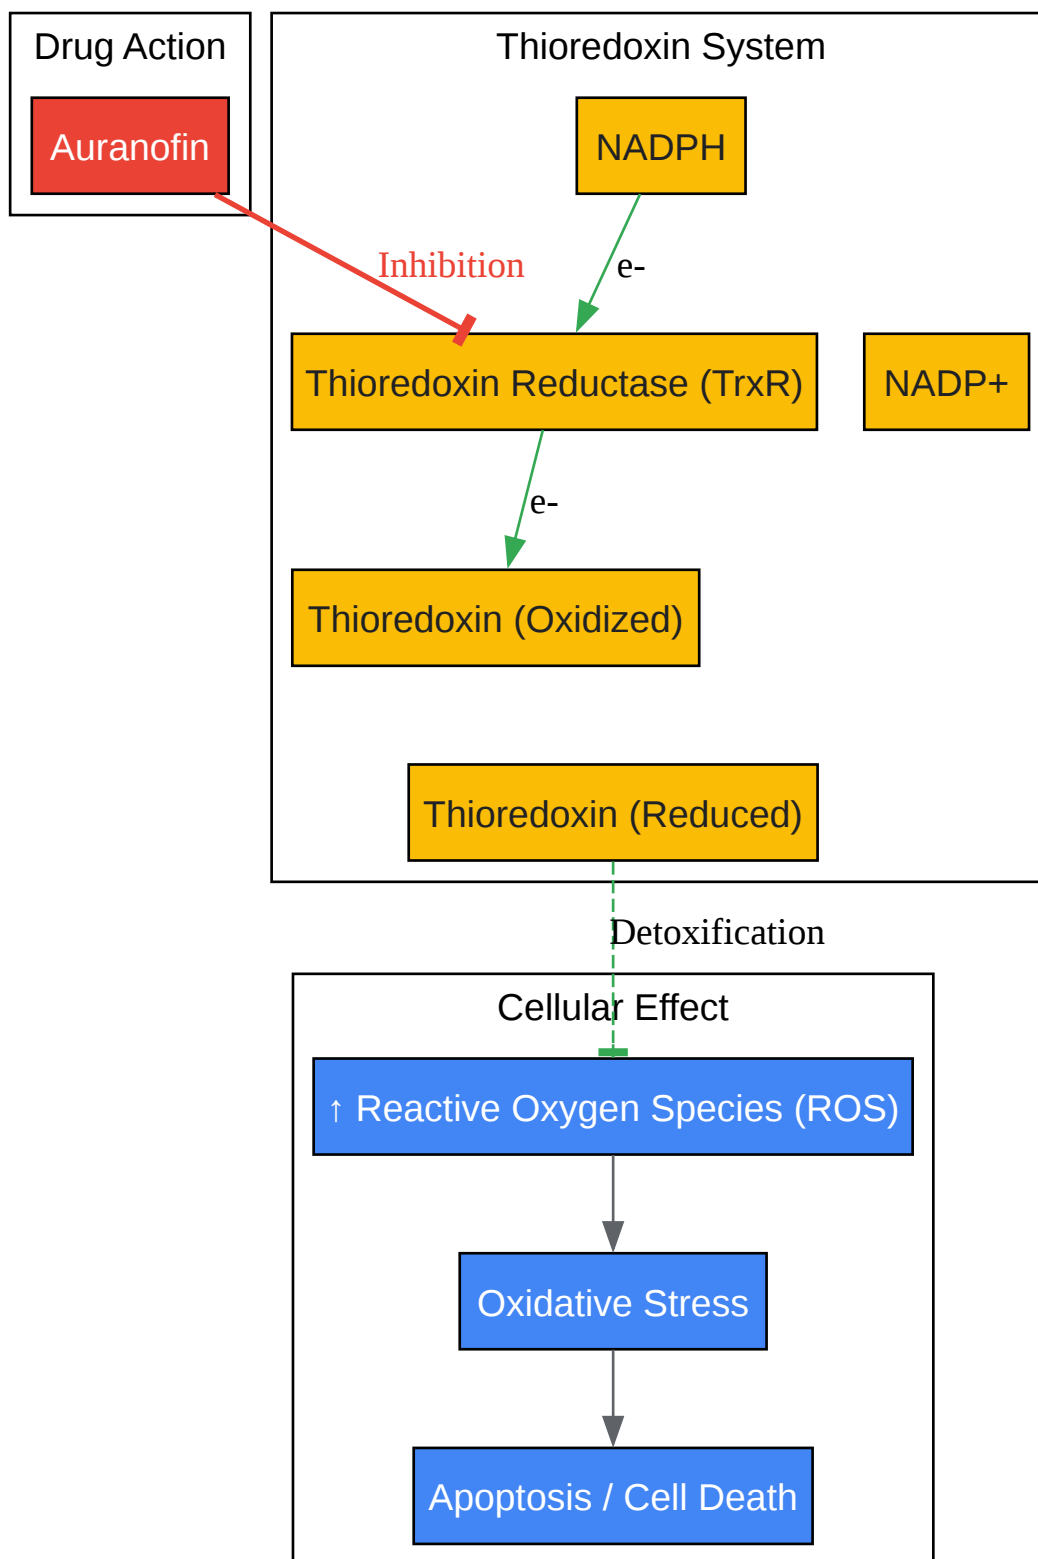 Drug Action
Auranofin
Thioredoxin System
NADPH
Inhibition
e-
Thioredoxin Reductase (TrxR)
NADP+
e-
Thioredoxin (Oxidized)
Thioredoxin (Reduced)
Detoxification
Cellular Effect
↑ Reactive Oxygen Species (ROS)
Oxidative Stress
Apoptosis / Cell Death